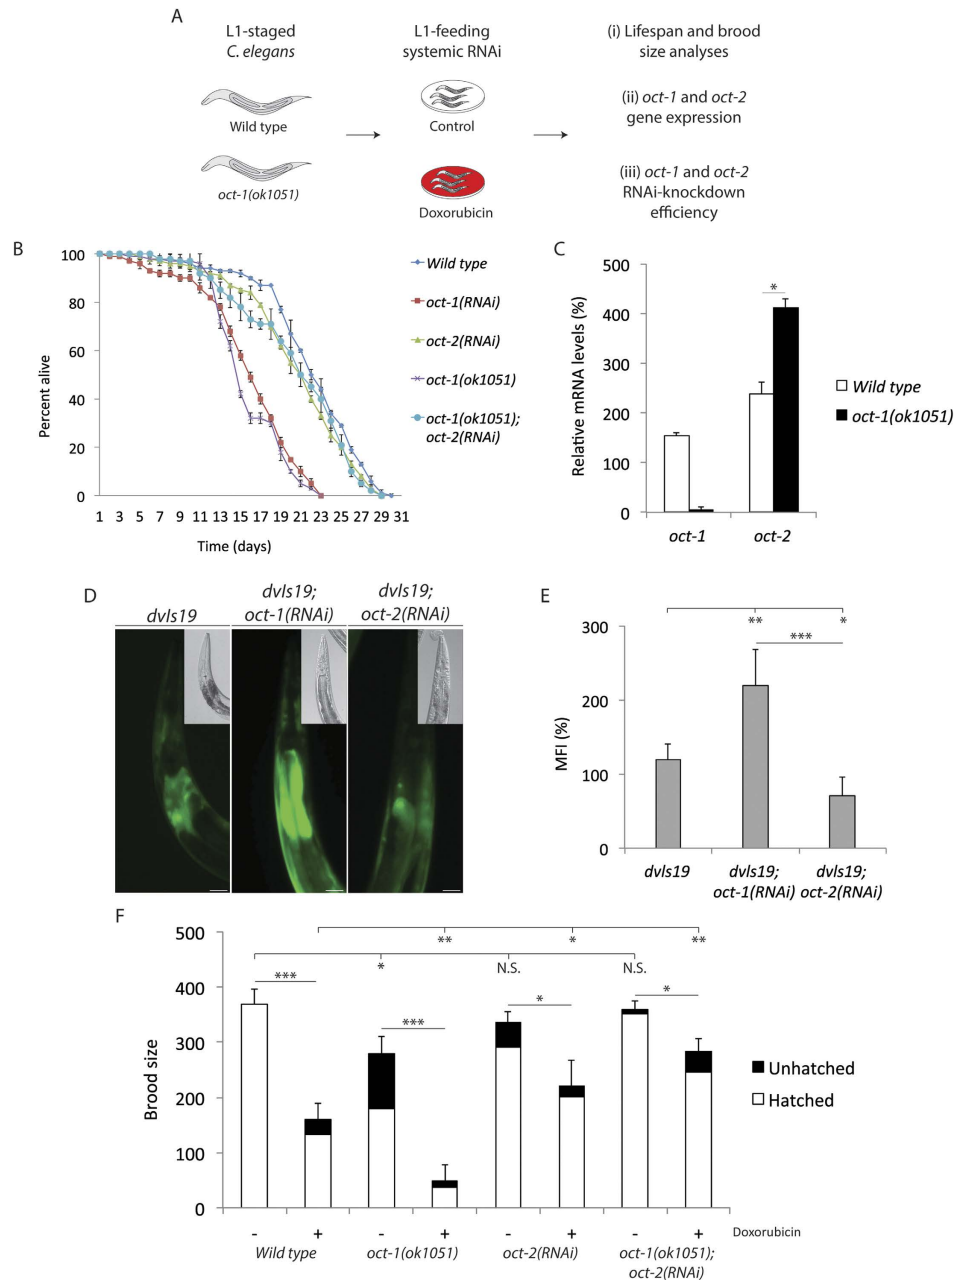 A
L1-staged
C. elegans
Wild type
oct-1(ok1051)
L1-feeding
systemic RNAi
Control
Doxorubicin
(i) Lifespan and brood
size analyses
(ii) oct-1 and oct-2
gene expression
(iii) oct-1 and oct-2
RNAi-knockdown
efficiency
B
Percent alive
100
80
60
40
20
0
1 3 5 7 9 11 13 15 17 19 21 23 25 27 29 31
Time (days)
Wild type
oct-1(RNAi)
oct-2(RNAi)
oct-1(ok1051)
oct-1(ok1051);
oct-2(RNAi)
C
Relative mRNA levels (%)
500
400
300
200
100
0
*
oct-1 oct-2
Wild type
oct-1(ok1051)
D
dvIs19
dvIs19;
oct-1(RNAi)
dvIs19;
oct-2(RNAi)
E
MFI (%)
300
200
100
0
** *
***
dvIs19
dvIs19;
oct-1(RNAi)
dvIs19;
oct-2(RNAi)
F
Brood size
500
400
300
200
100
0
** * **
* N.S. N.S.
*** *** * *
Unhatched
Hatched
- + - + - + - + Doxorubicin
Wild type
oct-1(ok1051)
oct-2(RNAi)
oct-1(ok1051);
oct-2(RNAi)